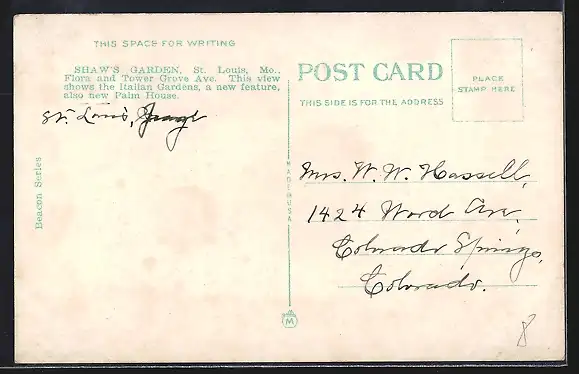 THIS SPACE FOR WRITING
SHAW'S GARDEN, St. Louis, Mo.,
Flora and Tower Grove Ave. This view
shows the Italian Gardens, a new feature,
also new Palm House.
St. Louis,
Beacon Series
MADE IN USA
M
POST CARD
THIS SIDE IS FOR THE ADDRESS
PLACE
STAMP HERE
Mrs. W. W. Hassell,
1424 Wood Ave,
Colorado Springs,
Colorado.
8